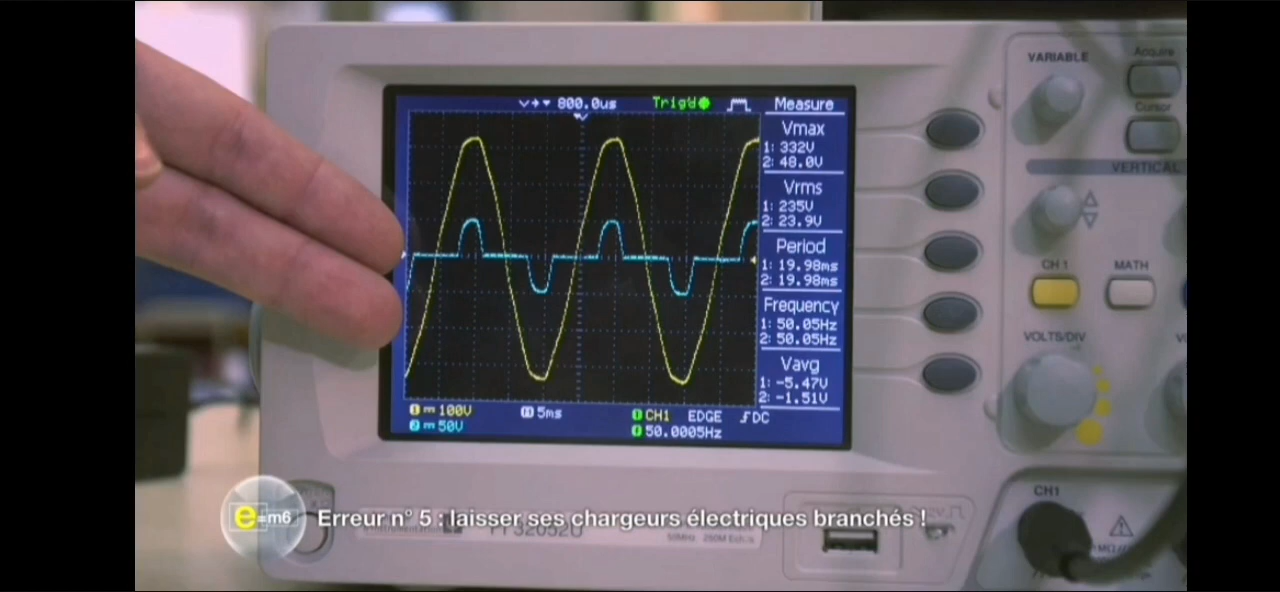 800.0us
Trig'd
Measure
Vmax
1: 332V
2: 48.0V
Vrms
1: 235V
2: 23.9V
Period
1: 19.98ms
2: 19.98ms
Frequency
1: 50.05Hz
2: 50.05Hz
Vavg
1: -5.47V
2: -1.51V
1 100V
5ms
1 CH1 EDGE DC
2 50V
1 50.0005Hz
VARIABLE
Acquire
Cursor
VERTICAL
CH 1
MATH
VOLTS/DIV
CH1
e=m6
Erreur n° 5 : laisser ses chargeurs électriques branchés !